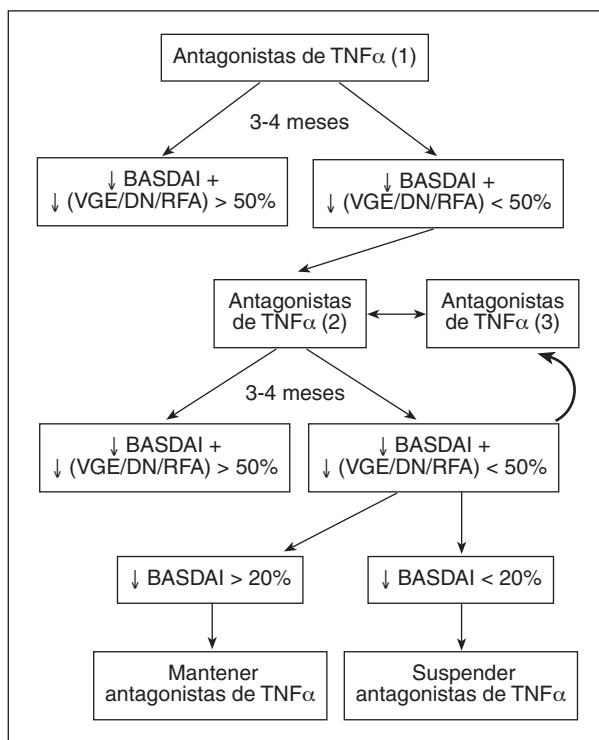 Antagonistas de TNFα (1)
3-4 meses
↓ BASDAI +
↓ (VGE/DN/RFA) > 50%
↓ BASDAI +
↓ (VGE/DN/RFA) < 50%
Antagonistas
de TNFα (2)
Antagonistas
de TNFα (3)
3-4 meses
↓ BASDAI +
↓ (VGE/DN/RFA) > 50%
↓ BASDAI +
↓ (VGE/DN/RFA) < 50%
↓ BASDAI > 20%
↓ BASDAI < 20%
Mantener
antagonistas de TNFα
Suspender
antagonistas de TNFα